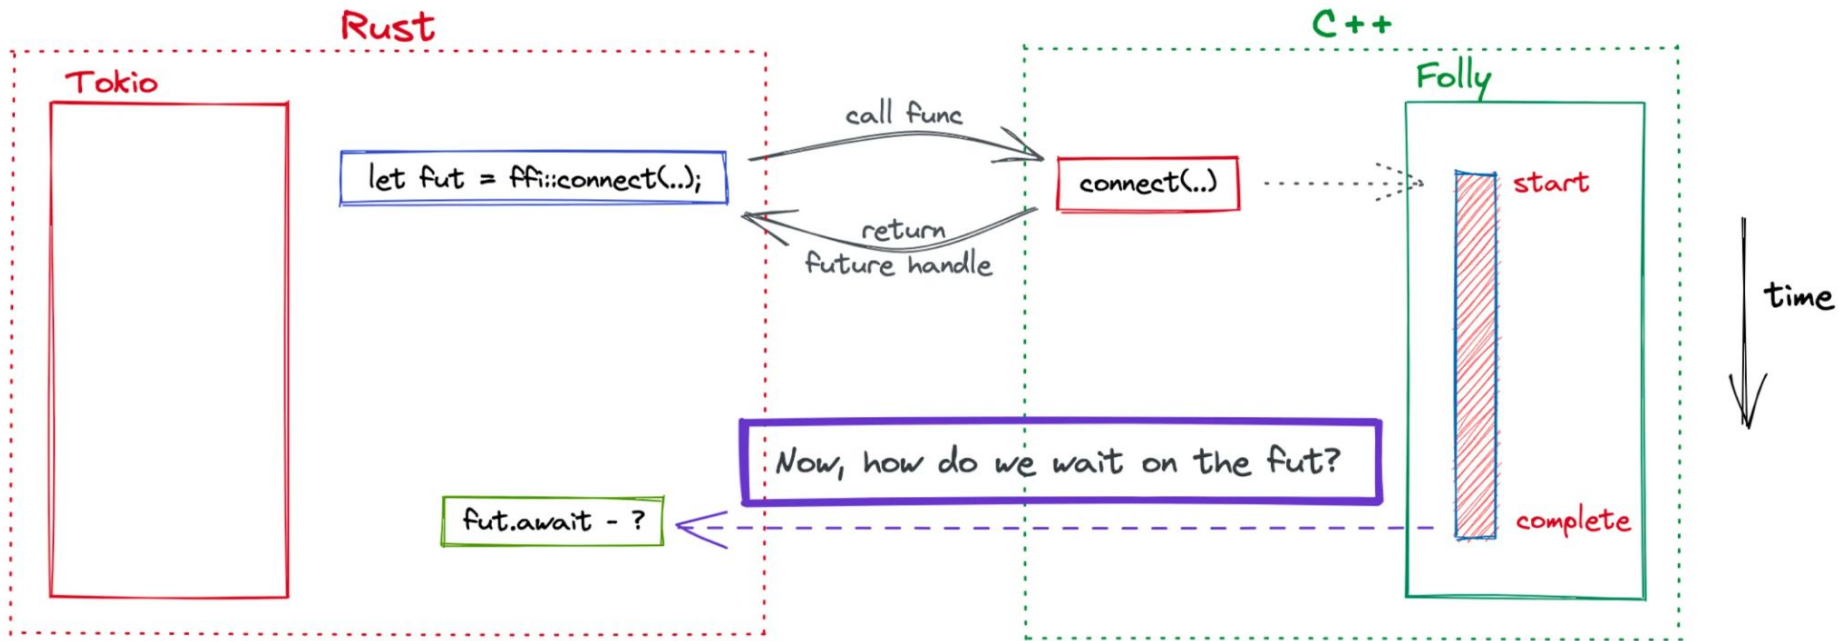 Rust
C++
Tokio
Folly
call func
let fut = ffi::connect(..);
connect(..)
start
return
future handle
time
Now, how do we wait on the fut?
fut.await - ?
complete